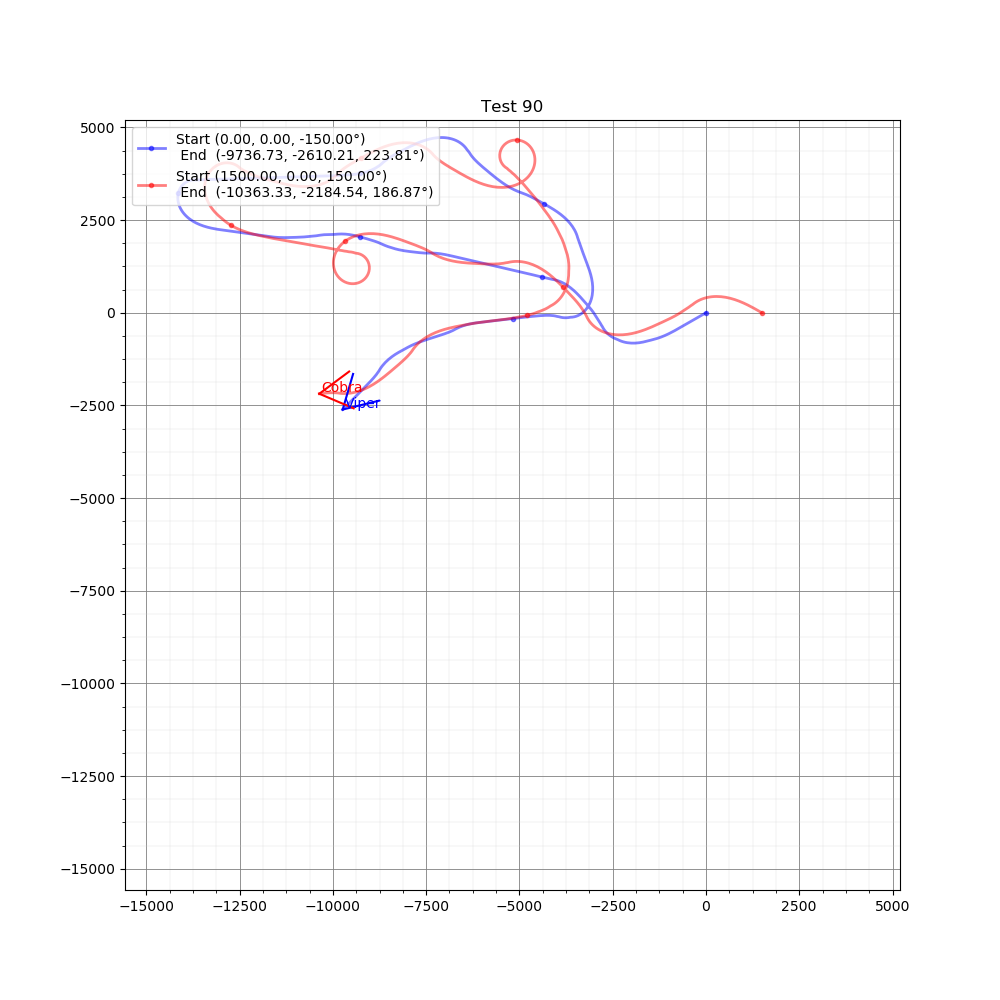 Test 90
Start (0.00, 0.00, -150.00°)
End  (-9736.73, -2610.21, 223.81°)
Start (1500.00, 0.00, 150.00°)
End  (-10363.33, -2184.54, 186.87°)
5000
2500
0
−2500
−5000
−7500
−10000
−12500
−15000
Cobra
Viper
−15000 −12500 −10000 −7500 −5000 −2500 0 2500 5000